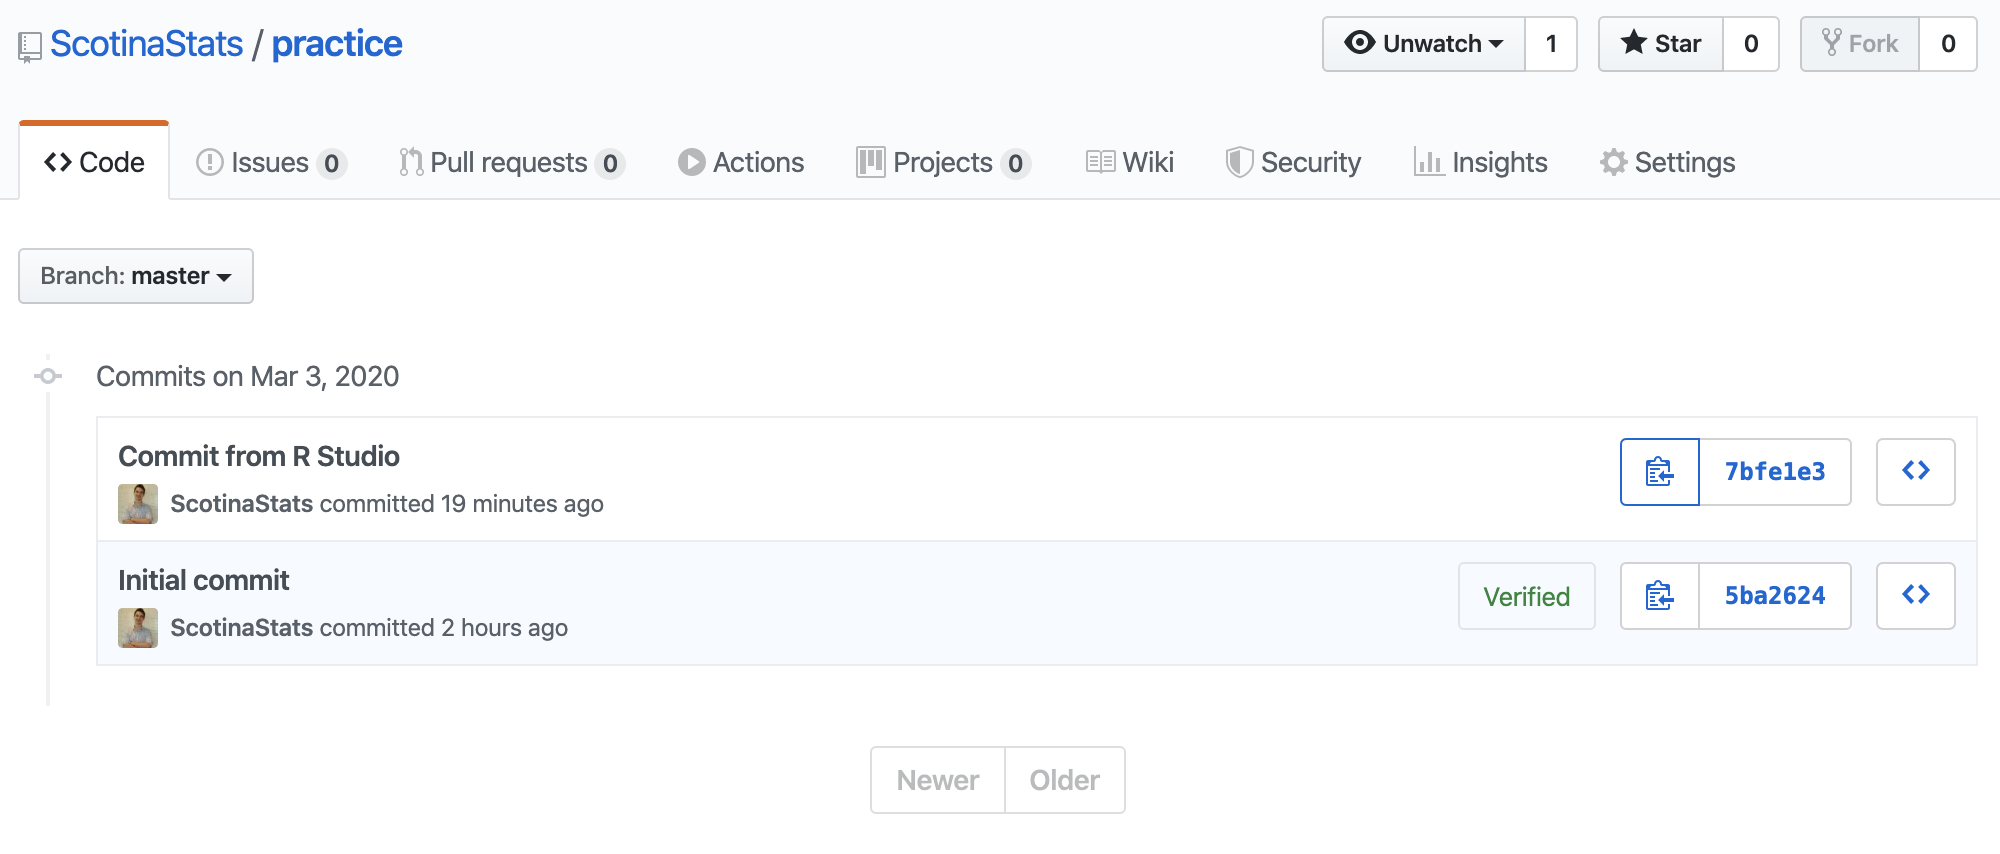 ScotinaStats / practice
Unwatch 1 Star 0 Fork 0
Code Issues 0 Pull requests 0 Actions Projects 0 Wiki Security Insights Settings
Branch: master
Commits on Mar 3, 2020
Commit from R Studio
ScotinaStats committed 19 minutes ago
7bfe1e3
Initial commit
ScotinaStats committed 2 hours ago
Verified
5ba2624
Newer Older